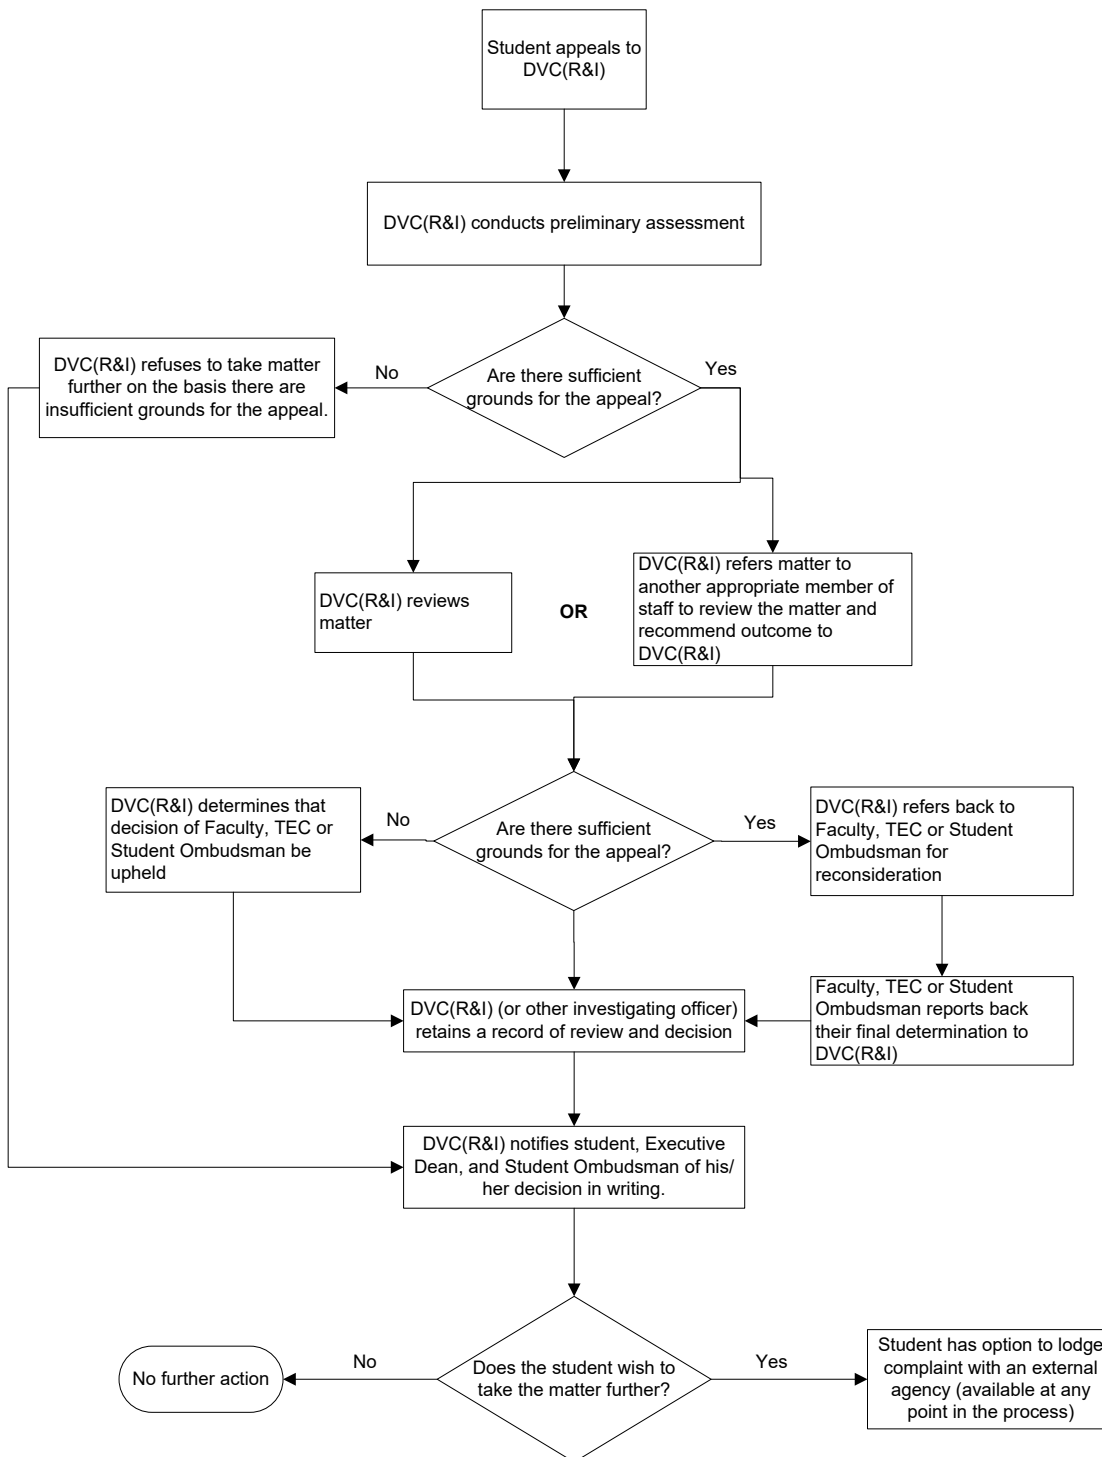 Student appeals to
DVC(R&I)
DVC(R&I) conducts preliminary assessment
DVC(R&I) refuses to take matter
further on the basis there are
insufficient grounds for the appeal.
No
Are there sufficient
grounds for the appeal?
Yes
DVC(R&I) reviews
matter
OR
DVC(R&I) refers matter to
another appropriate member of
staff to review the matter and
recommend outcome to
DVC(R&I)
DVC(R&I) determines that
decision of Faculty, TEC or
Student Ombudsman be
upheld
No
Are there sufficient
grounds for the appeal?
Yes
DVC(R&I) refers back to
Faculty, TEC or Student
Ombudsman for
reconsideration
DVC(R&I) (or other investigating officer)
retains a record of review and decision
Faculty, TEC or Student
Ombudsman reports back
their final determination to
DVC(R&I)
DVC(R&I) notifies student, Executive
Dean, and Student Ombudsman of his/
her decision in writing.
No further action
No
Does the student wish to
take the matter further?
Yes
Student has option to lodge
complaint with an external
agency (available at any
point in the process)